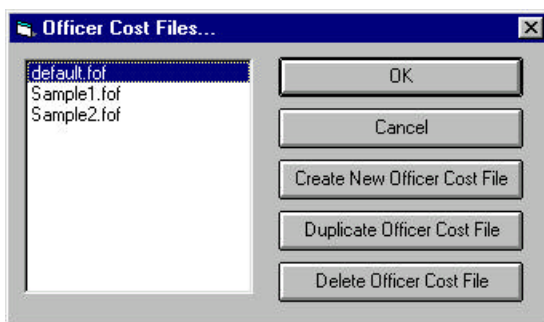 Officer Cost Files...
default.fof
Sample1.fof
Sample2.fof
OK
Cancel
Create New Officer Cost File
Duplicate Officer Cost File
Delete Officer Cost File